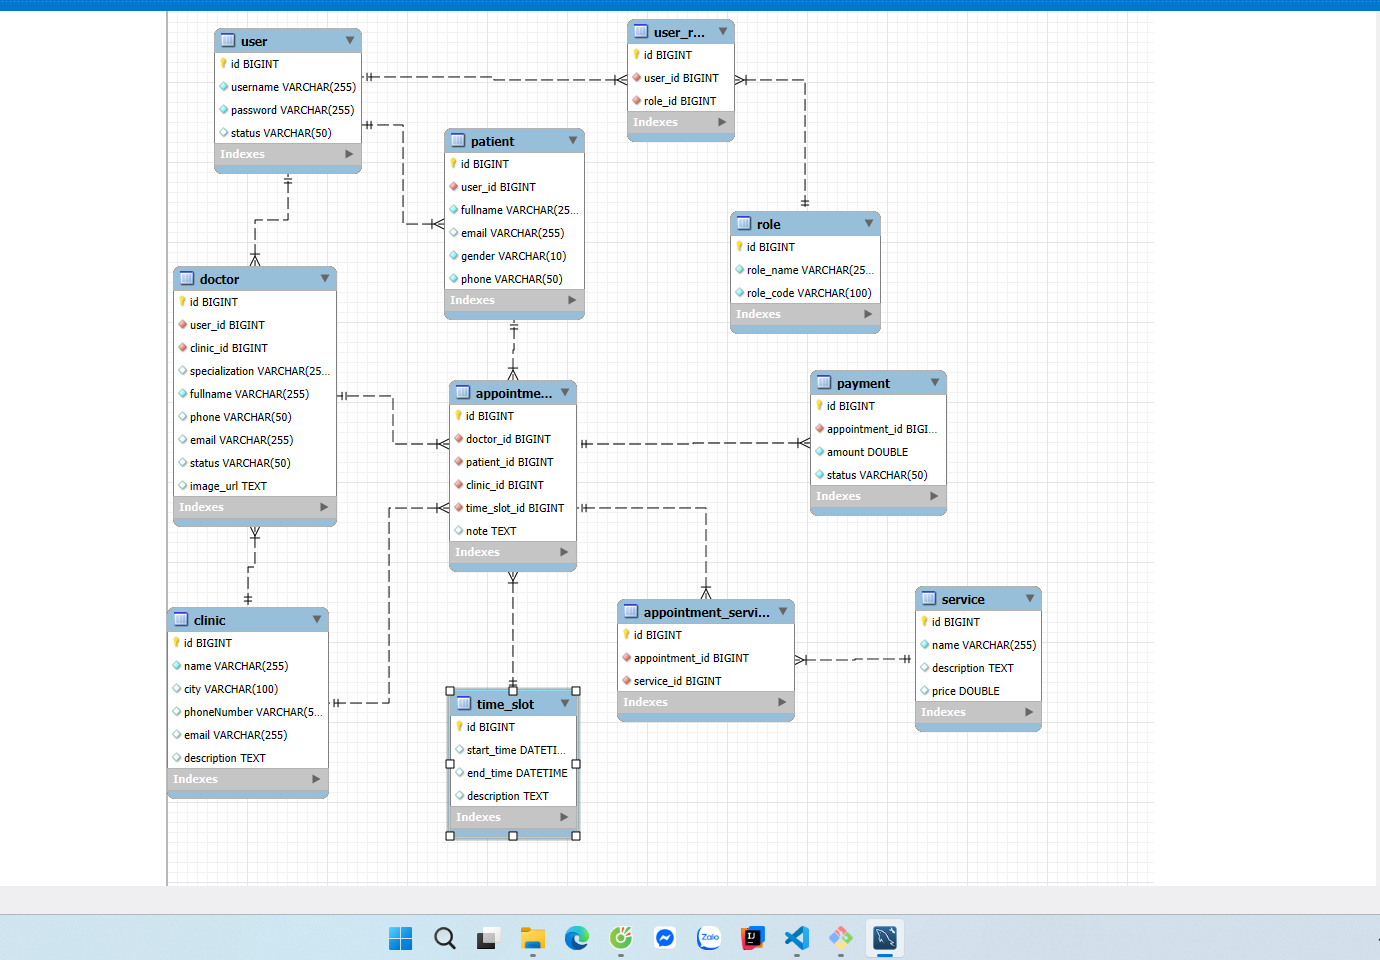 user
id BIGINT
username VARCHAR(255)
password VARCHAR(255)
status VARCHAR(50)
Indexes
user_r...
id BIGINT
user_id BIGINT
role_id BIGINT
Indexes
patient
id BIGINT
user_id BIGINT
fullname VARCHAR(25...
email VARCHAR(255)
gender VARCHAR(10)
phone VARCHAR(50)
Indexes
role
id BIGINT
role_name VARCHAR(25...
role_code VARCHAR(100)
Indexes
doctor
id BIGINT
user_id BIGINT
clinic_id BIGINT
specialization VARCHAR(25...
fullname VARCHAR(255)
phone VARCHAR(50)
email VARCHAR(255)
status VARCHAR(50)
image_url TEXT
Indexes
appointme...
id BIGINT
doctor_id BIGINT
patient_id BIGINT
clinic_id BIGINT
time_slot_id BIGINT
note TEXT
Indexes
payment
id BIGINT
appointment_id BIGI...
amount DOUBLE
status VARCHAR(50)
Indexes
clinic
id BIGINT
name VARCHAR(255)
city VARCHAR(100)
phoneNumber VARCHAR(5...
email VARCHAR(255)
description TEXT
Indexes
appointment_servi...
id BIGINT
appointment_id BIGINT
service_id BIGINT
Indexes
service
id BIGINT
name VARCHAR(255)
description TEXT
price DOUBLE
Indexes
time_slot
id BIGINT
start_time DATETI...
end_time DATETIME
description TEXT
Indexes
Zalo
IJ